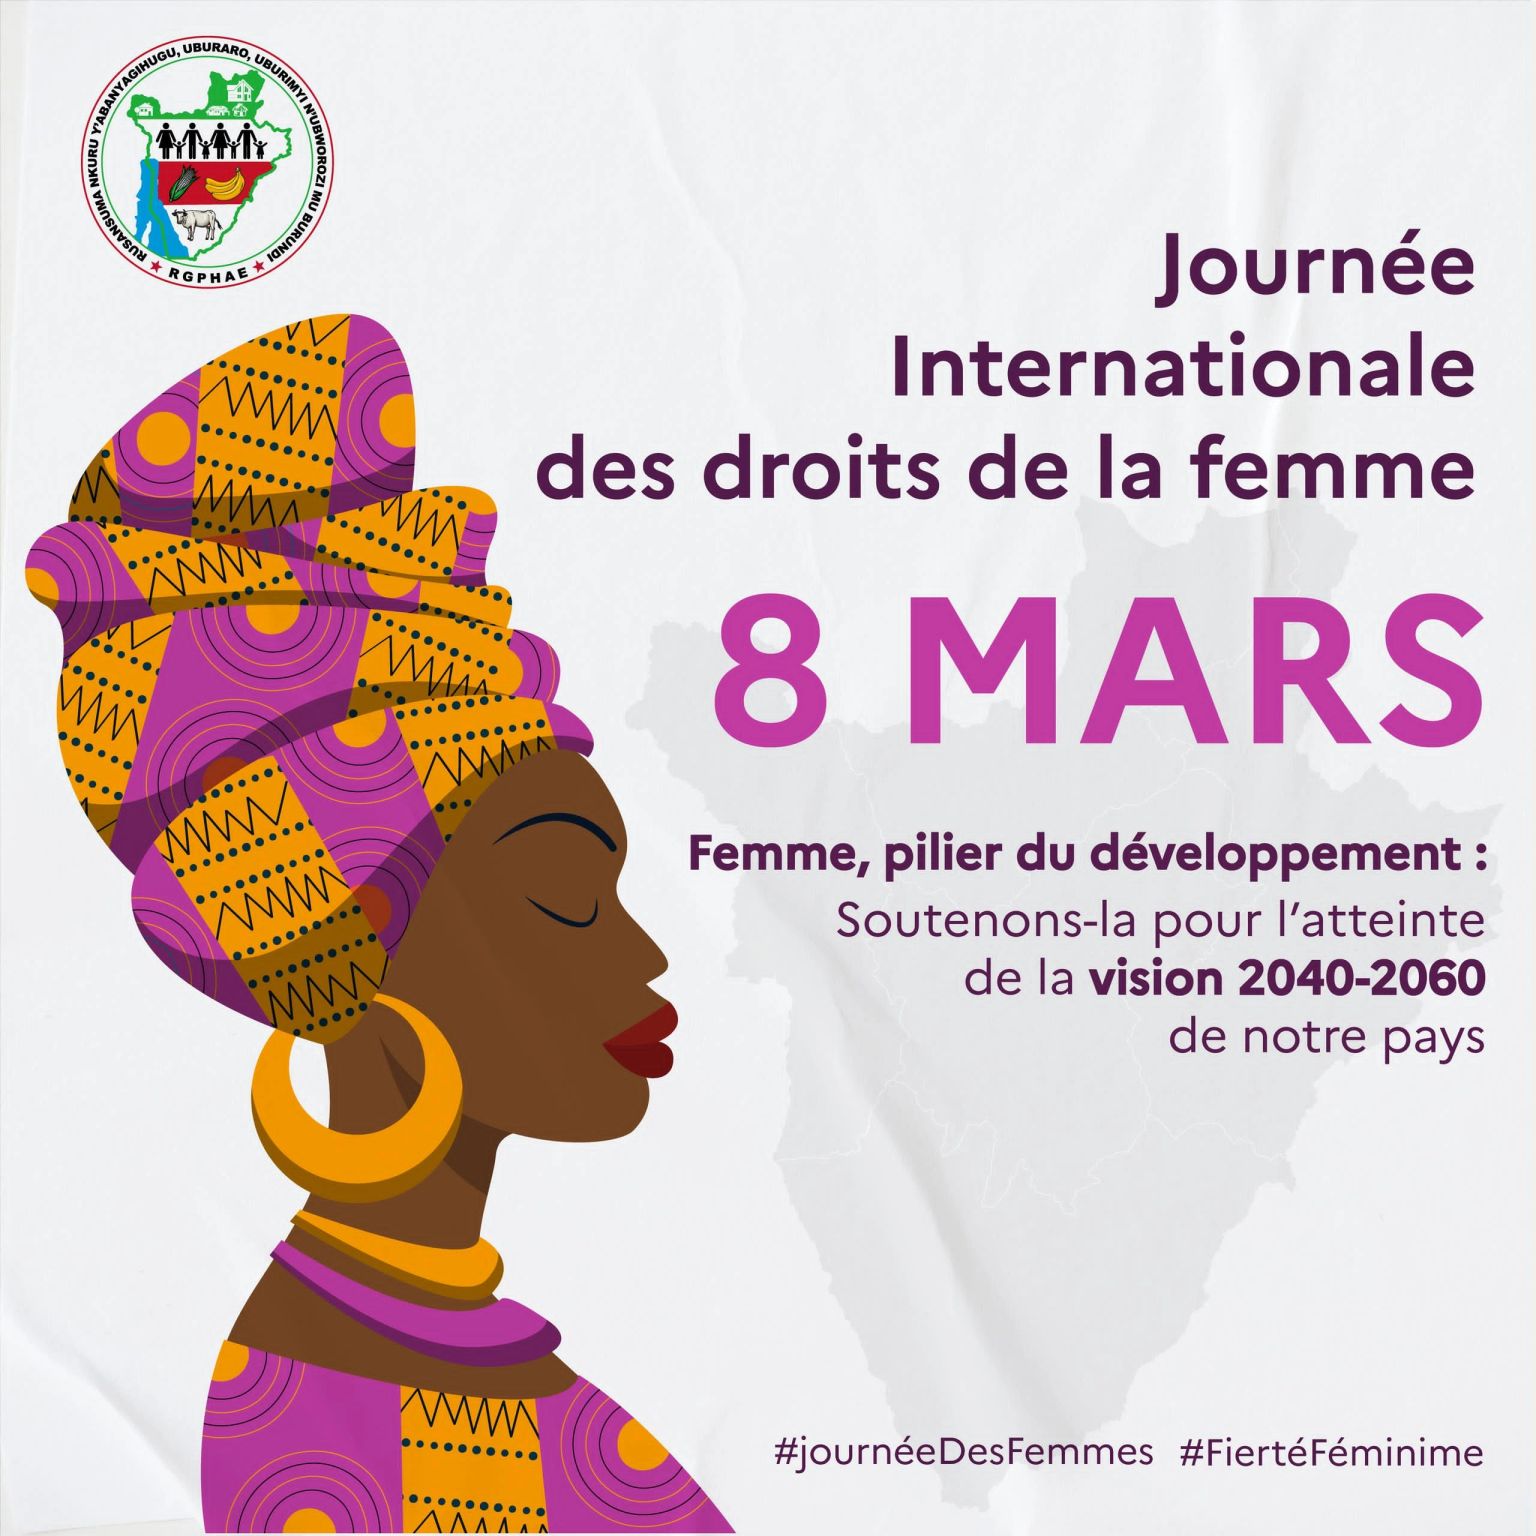 RUSANSUMA NKURU Y'ABANYAGIHUGU, UBURARO, UBURIMYI N'UBWOROZI MU BURUNDI
RGPHAE
Journée
Internationale
des droits de la femme
8 MARS
Femme, pilier du développement :
Soutenons-la pour l'atteinte
de la vision 2040-2060
de notre pays
#journéeDesFemmes #FiertéFéminime